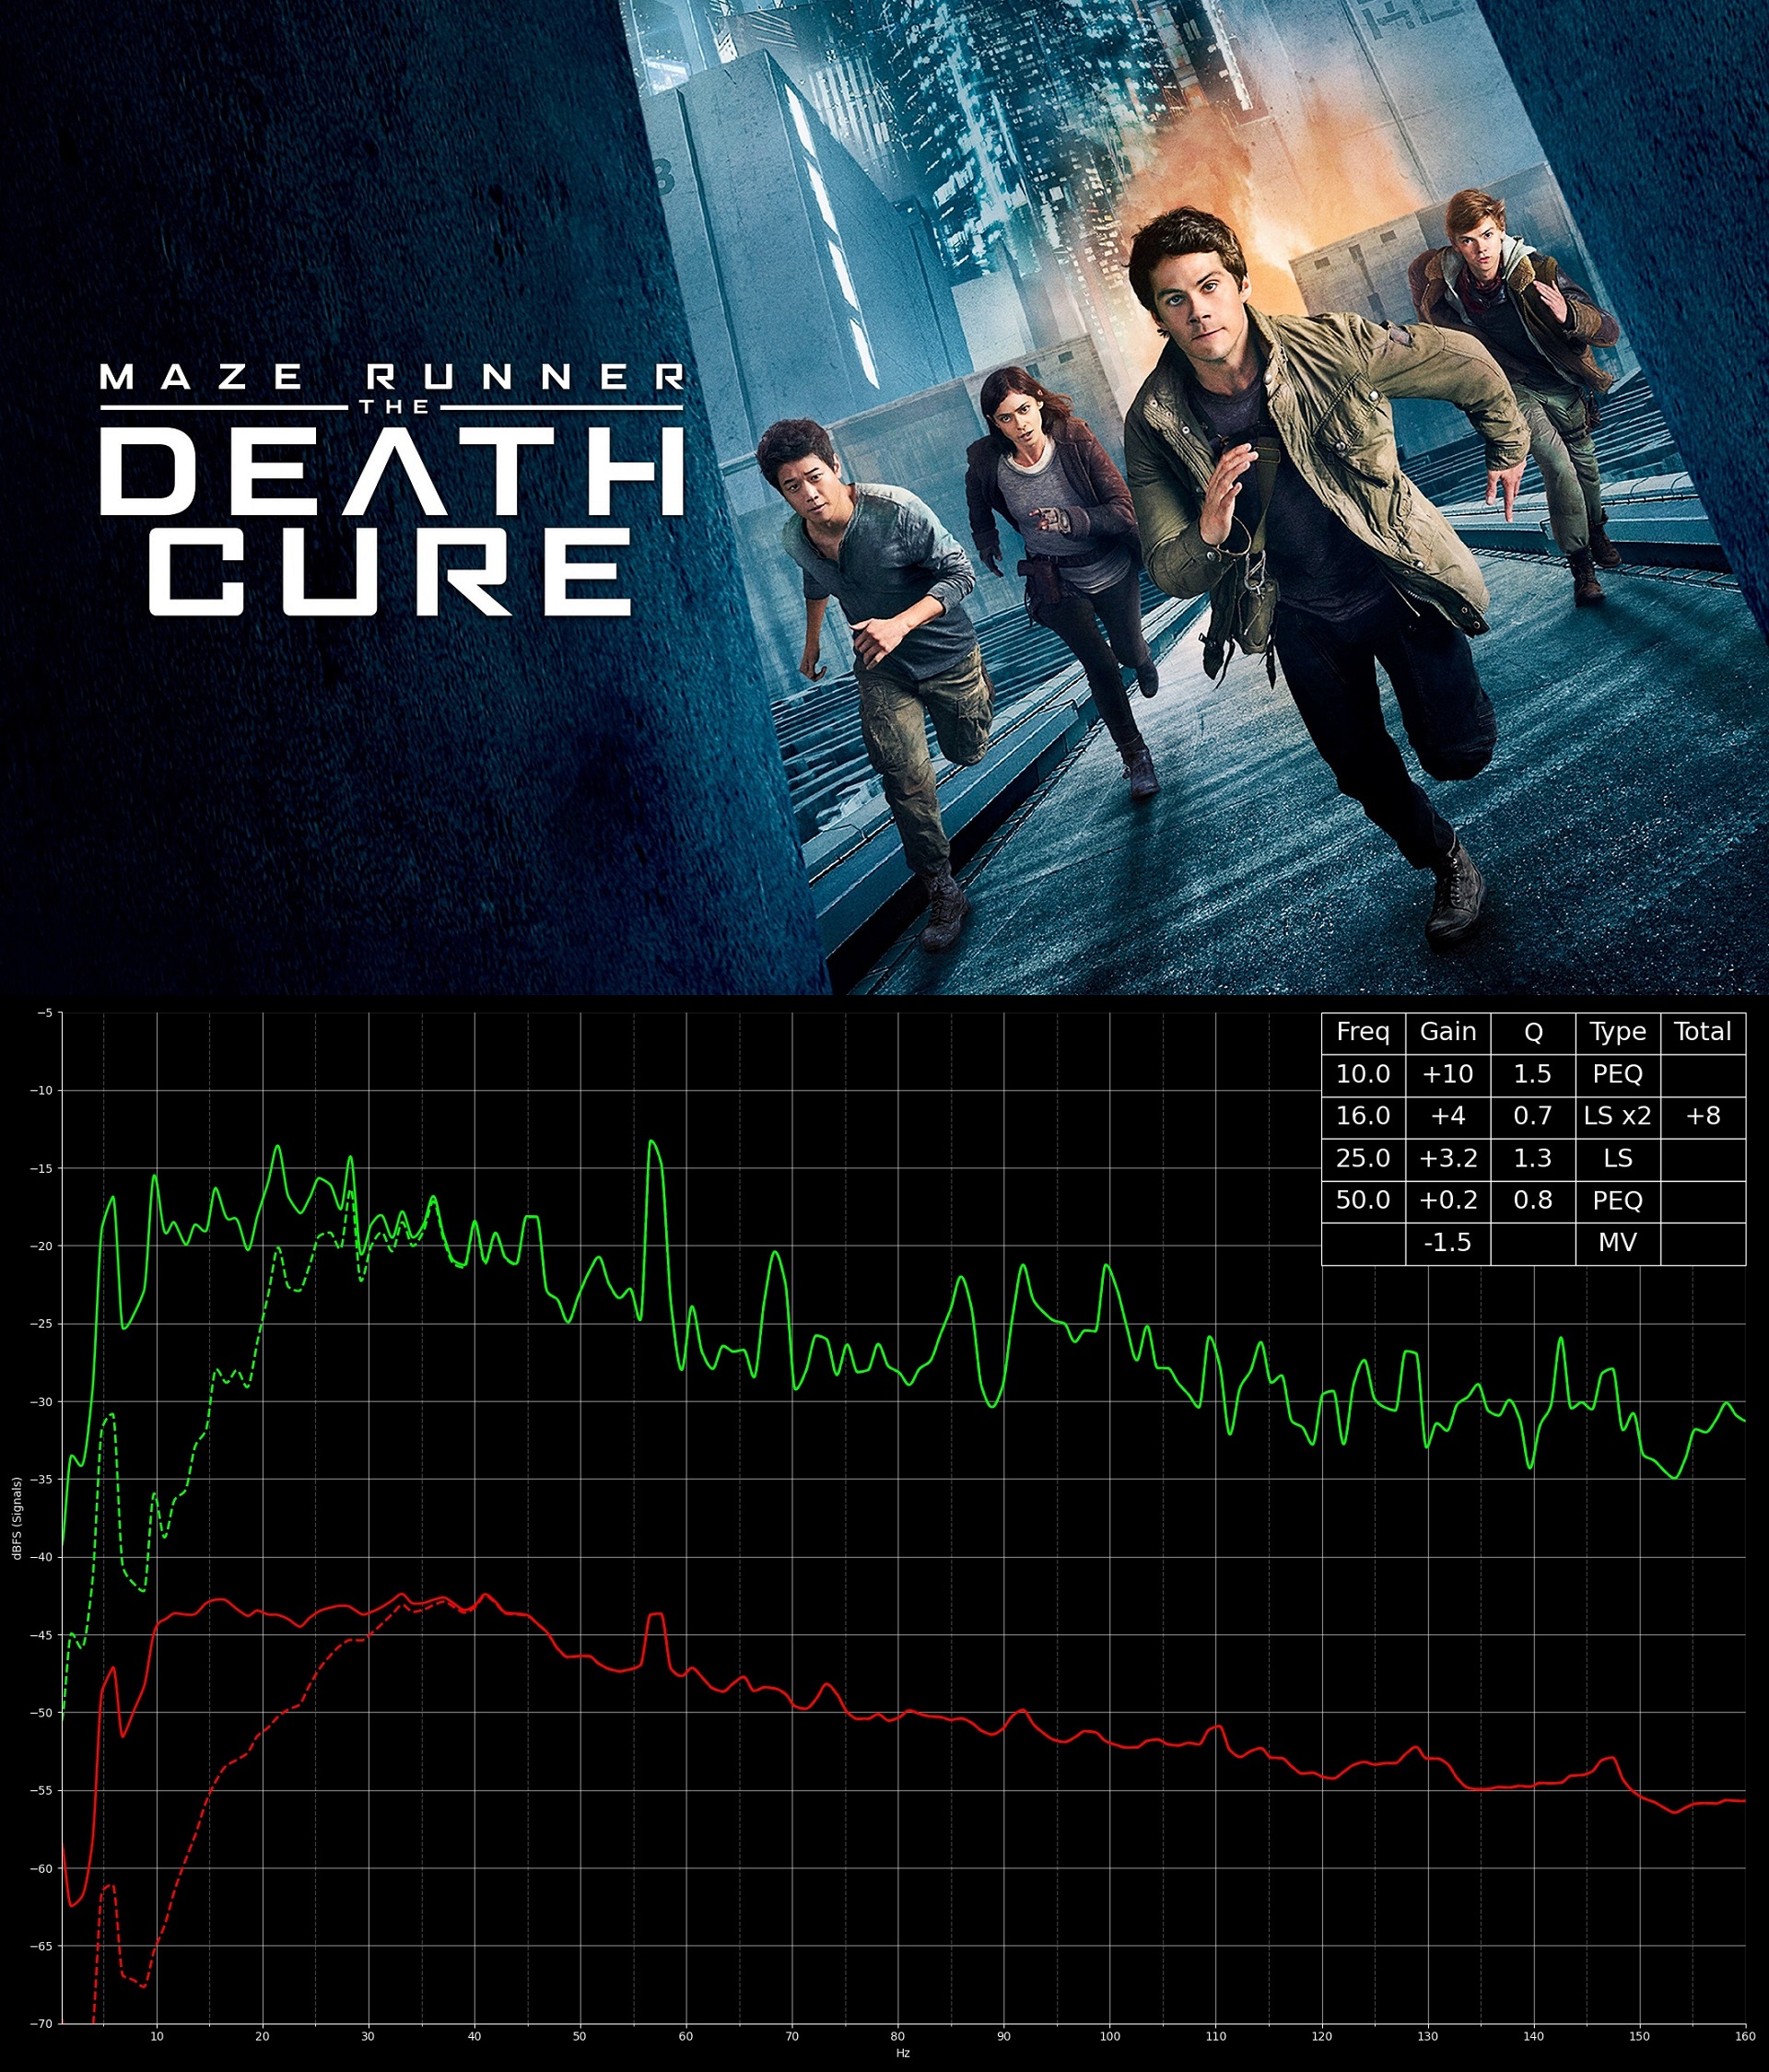 MAZE RUNNER
THE
DEΛTH
CURE
Freq Gain Q Type Total
10.0 +10 1.5 PEQ
16.0 +4 0.7 LS x2 +8
25.0 +3.2 1.3 LS
50.0 +0.2 0.8 PEQ
-1.5 MV
−5
−10
−15
−20
−25
−30
−35
−40
−45
−50
−55
−60
−65
−70
dBFS (Signals)
10 20 30 40 50 60 70 80 90 100 110 120 130 140 150 160
Hz